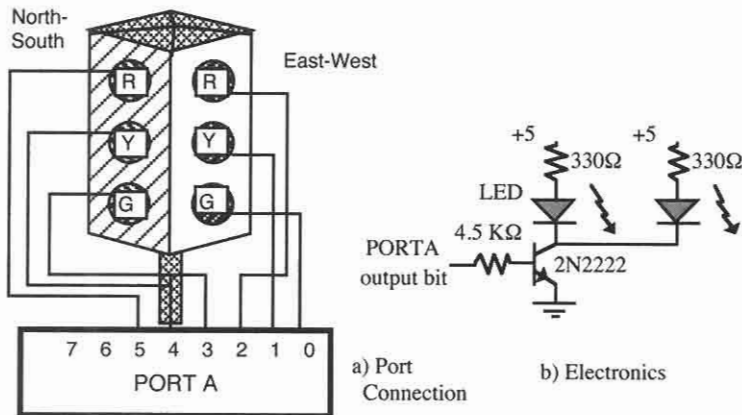 North-
South
East-West
R
R
Y
Y
G
G
7 6 5 4 3 2 1 0
PORT A
a) Port
Connection
+5
+5
330Ω
330Ω
LED
4.5 KΩ
PORTA
output bit
2N2222
b) Electronics